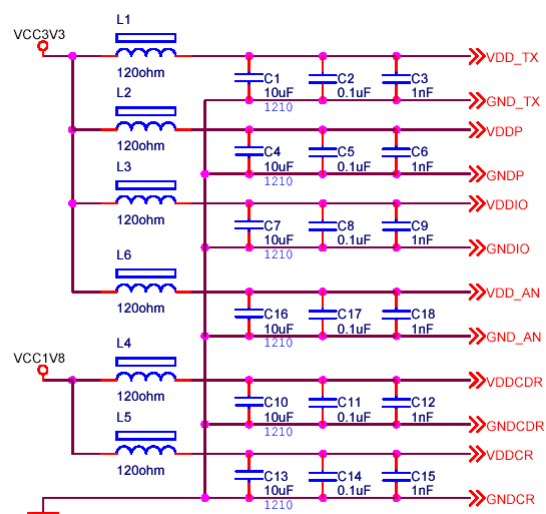 L1
VCC3V3
VDD_TX
120ohm
C1 C2 C3
10uF 0.1uF 1nF
1210
GND_TX
L2
VDDP
120ohm
C4 C5 C6
10uF 0.1uF 1nF
1210
GNDP
L3
VDDIO
120ohm
C7 C8 C9
10uF 0.1uF 1nF
1210
GNDIO
L6
VDD_AN
120ohm
C16 C17 C18
10uF 0.1uF 1nF
1210
GND_AN
L4
VCC1V8
VDDCDR
120ohm
C10 C11 C12
10uF 0.1uF 1nF
1210
GNDCDR
L5
VDDCR
120ohm
C13 C14 C15
10uF 0.1uF 1nF
1210
GNDCR